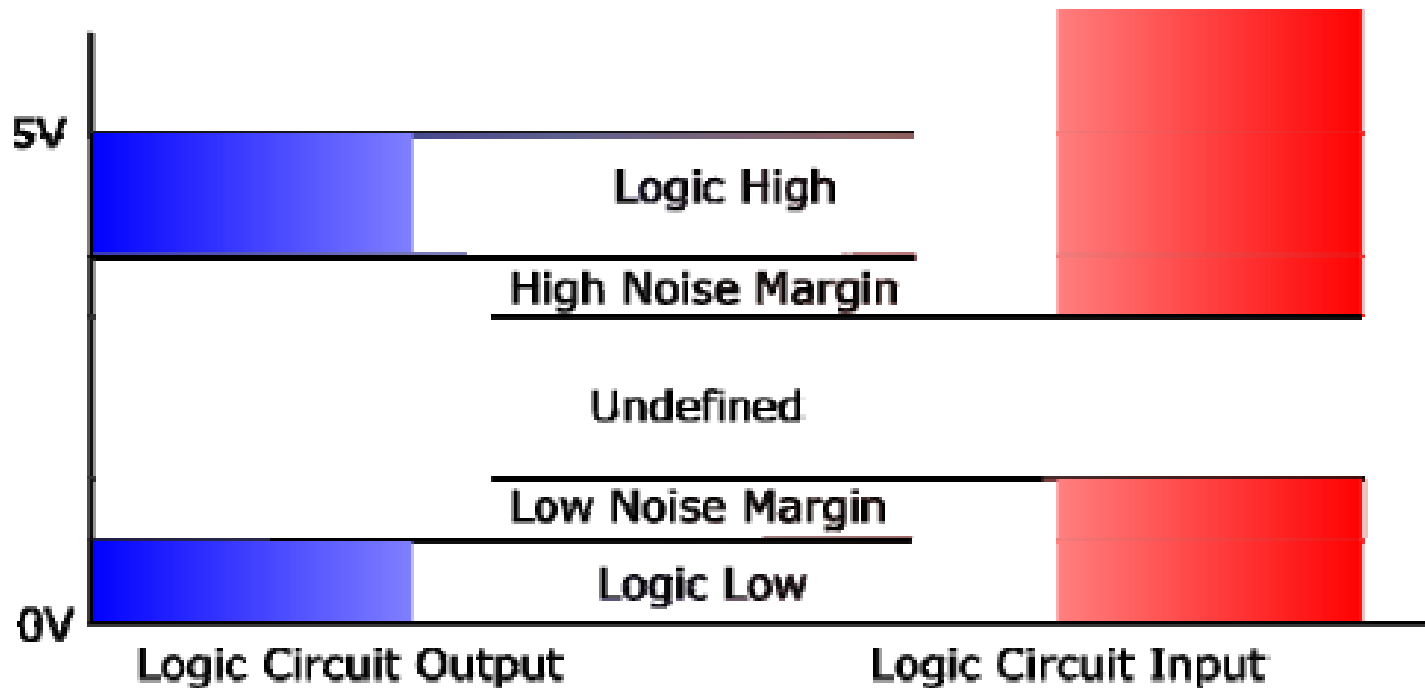 5V
Logic High
High Noise Margin
Undefined
Low Noise Margin
Logic Low
0V
Logic Circuit Output
Logic Circuit Input